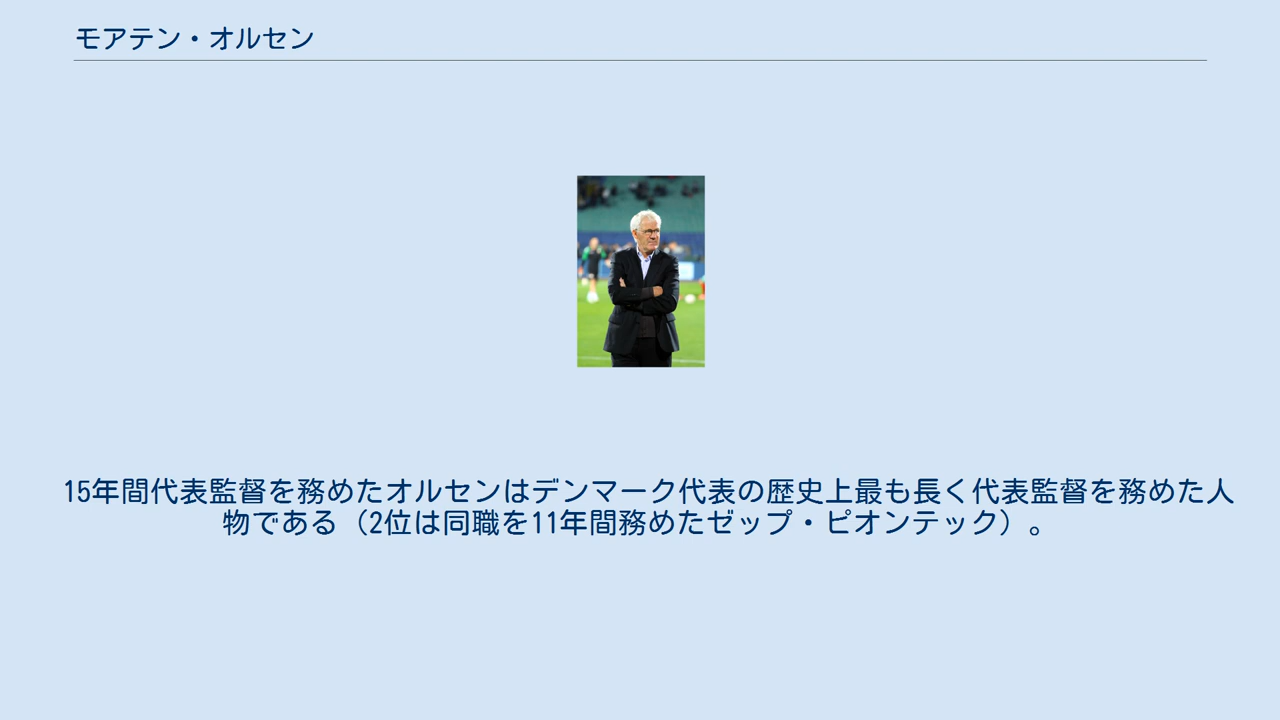 モアテン・オルセン
15年間代表監督を務めたオルセンはデンマーク代表の歴史上最も長く代表監督を務めた人
物である（2位は同職を11年間務めたゼップ・ピオンテック）。